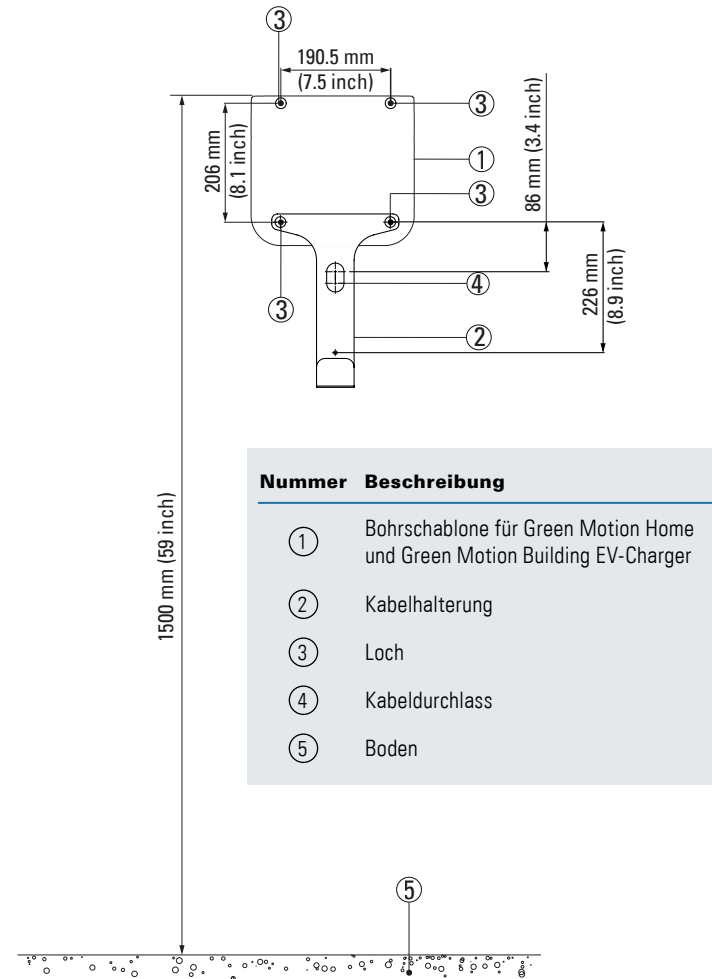 ③
190.5 mm
(7.5 inch)
③
206 mm
(8.1 inch)
①
86 mm (3.4 inch)
③
④
226 mm
(8.9 inch)
③
②
1500 mm (59 inch)
Nummer Beschreibung
① Bohrschablone für Green Motion Home
und Green Motion Building EV-Charger
② Kabelhalterung
③ Loch
④ Kabeldurchlass
⑤ Boden
⑤